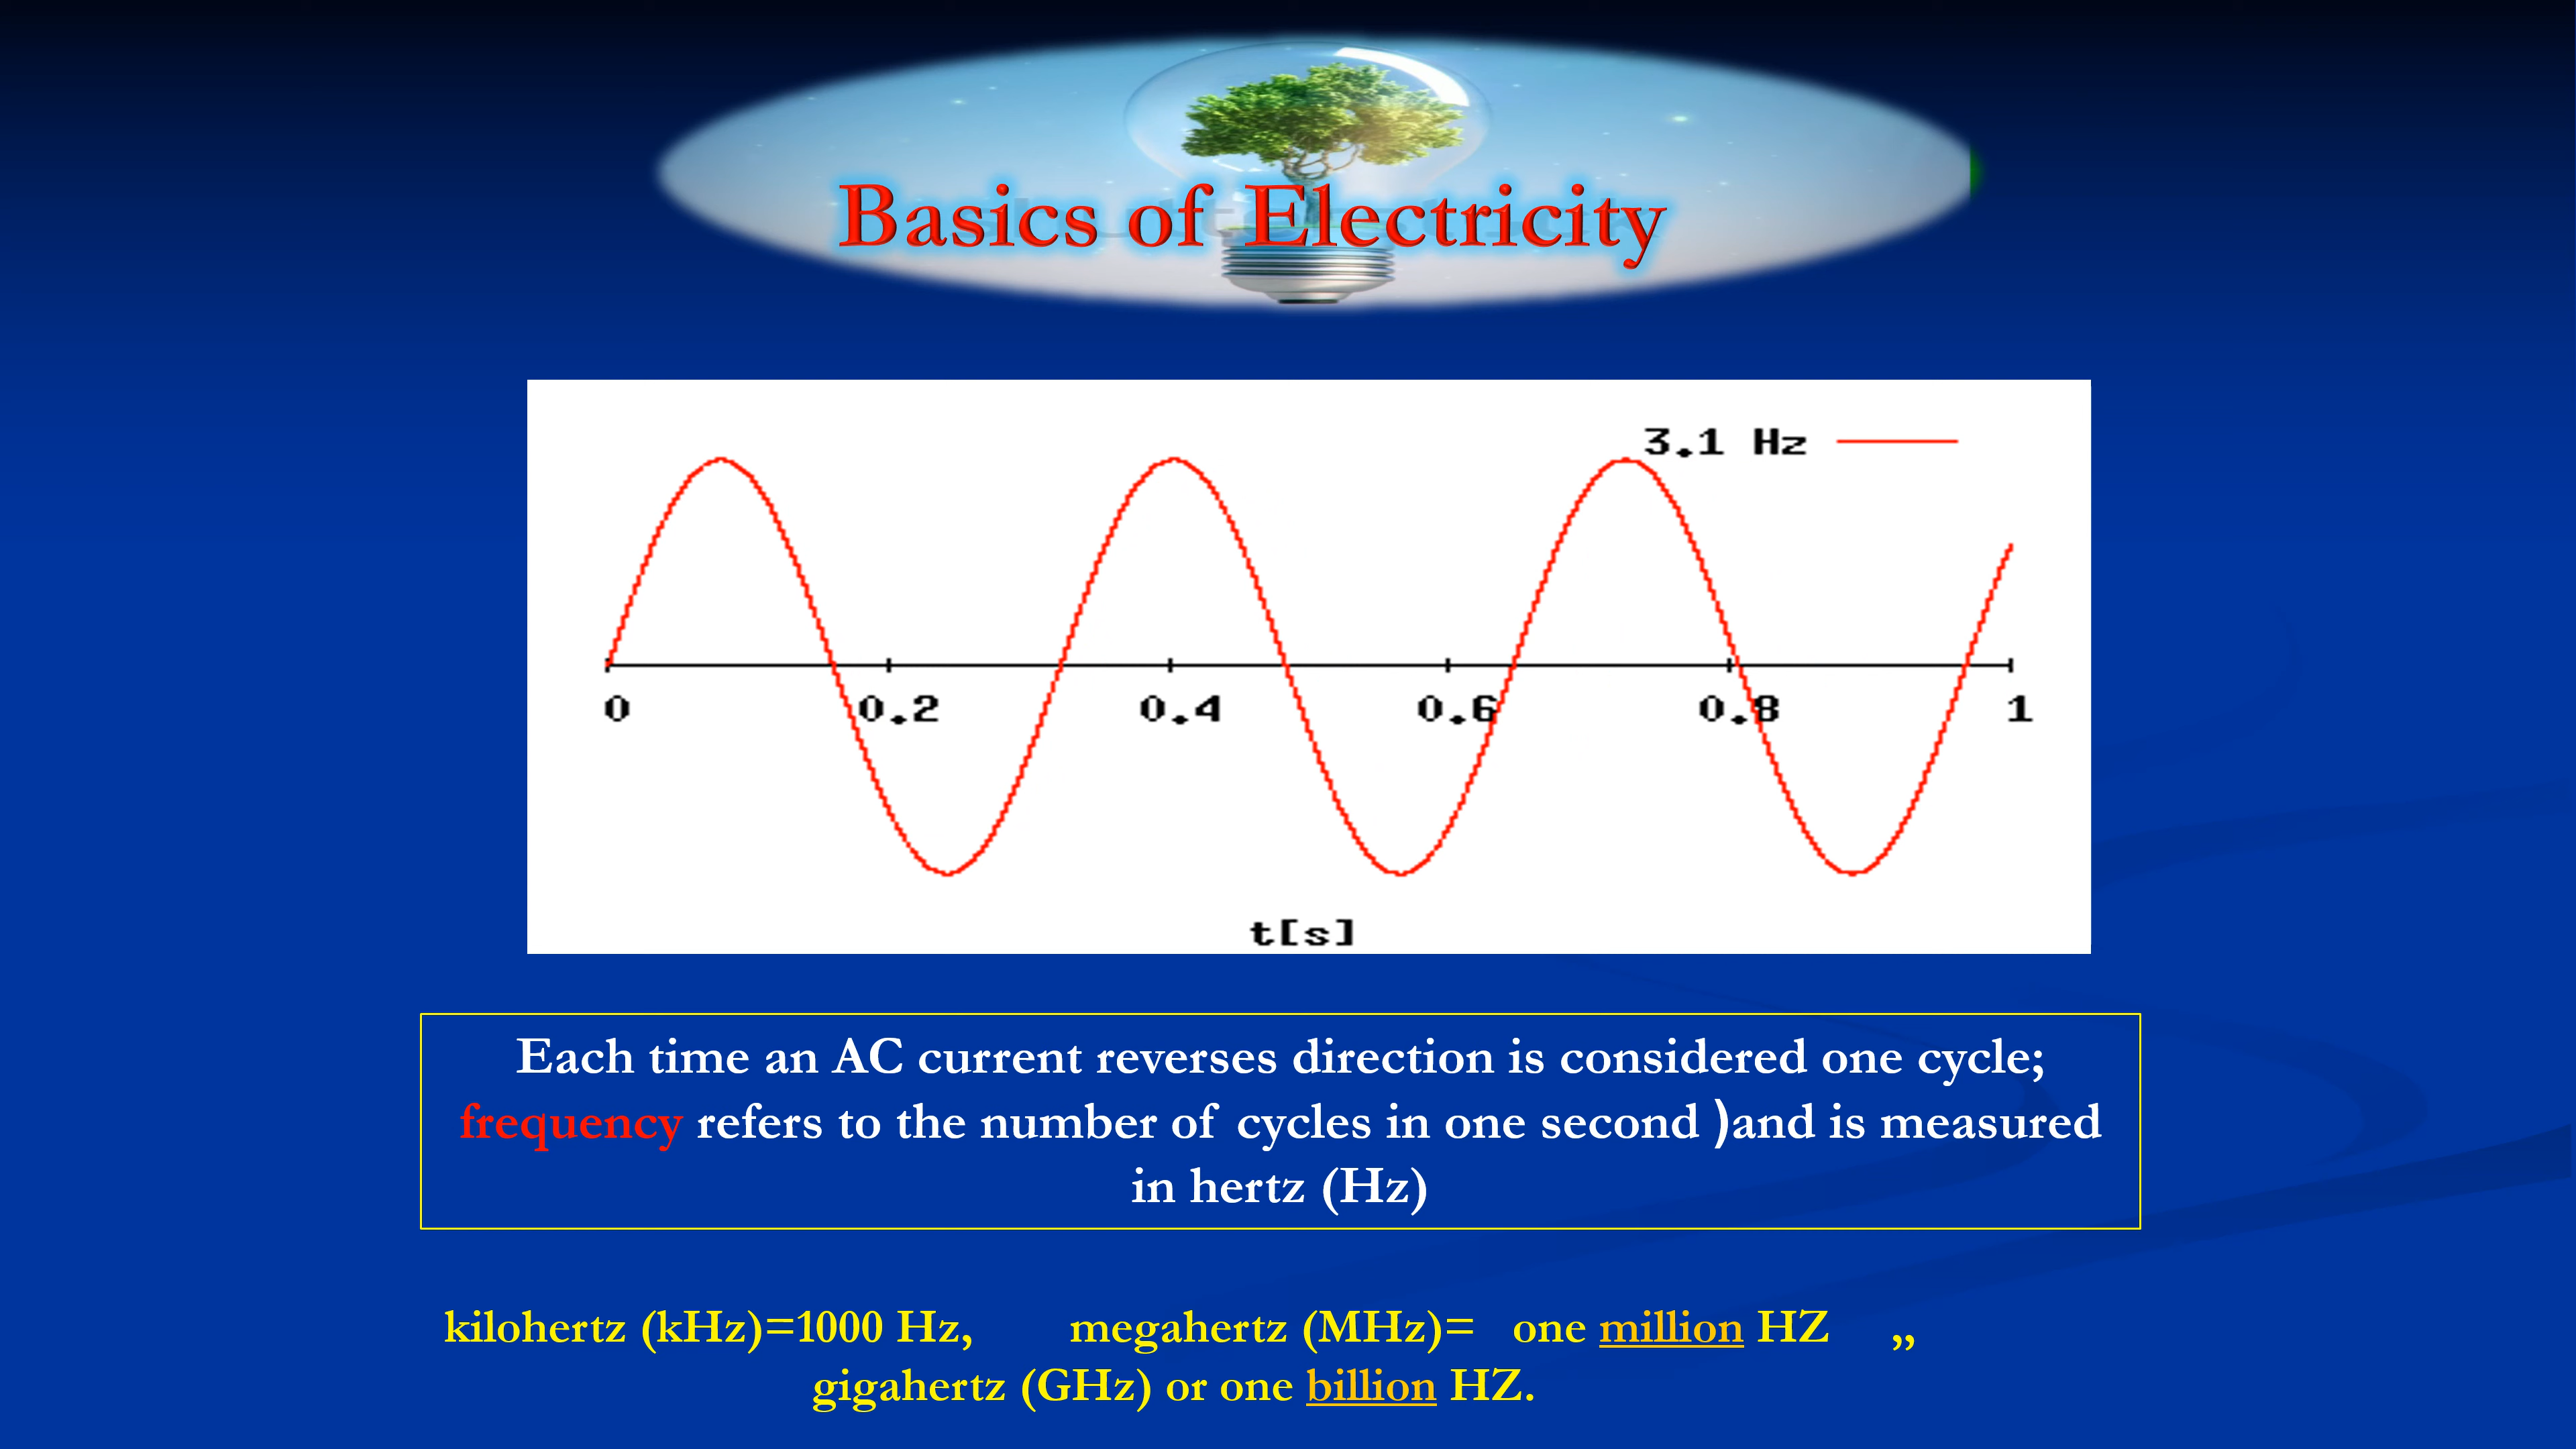 Basics of Electricity
3.1 Hz
0 0.2 0.4 0.6 0.8 1
t[s]
Each time an AC current reverses direction is considered one cycle;
frequency refers to the number of cycles in one second )and is measured
in hertz (Hz)
kilohertz (kHz)=1000 Hz, megahertz (MHz)= one million HZ ,,
gigahertz (GHz) or one billion HZ.